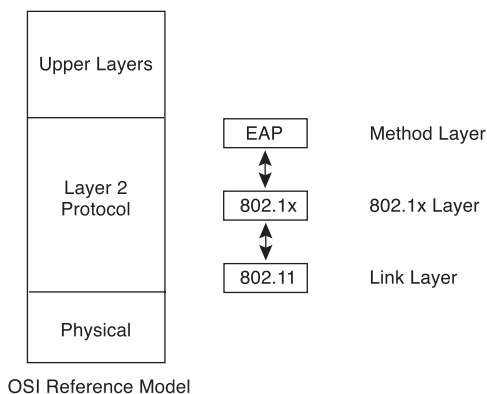 Upper Layers
EAP
Method Layer
Layer 2
Protocol
802.1x
802.1x Layer
802.11
Link Layer
Physical
OSI Reference Model